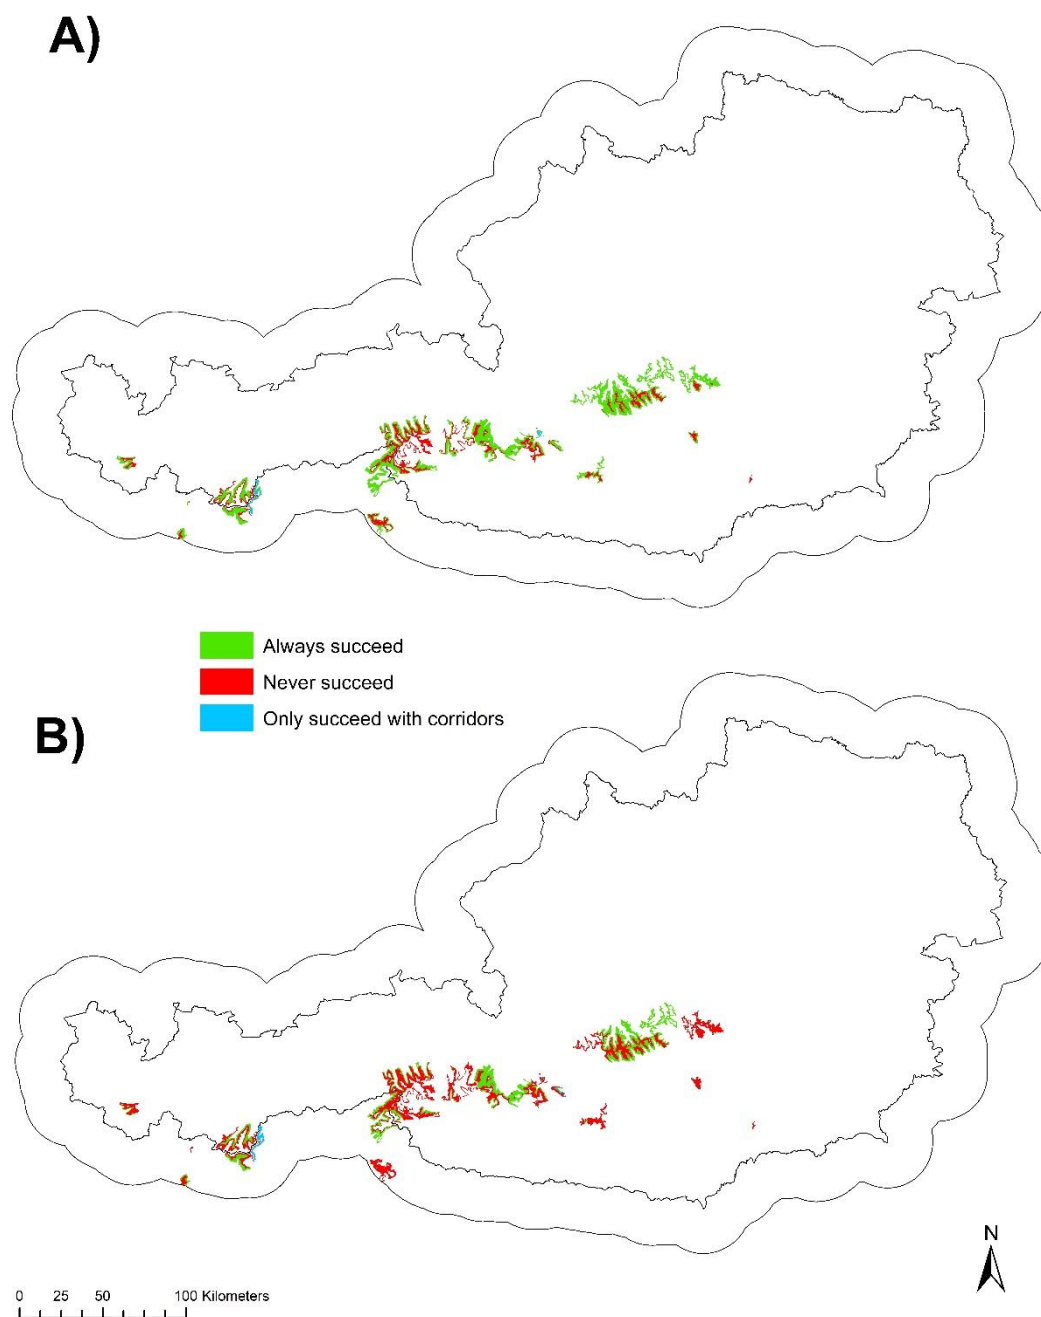 A)
Always succeed
Never succeed
Only succeed with corridors
B)
N
0 25 50 100 Kilometers